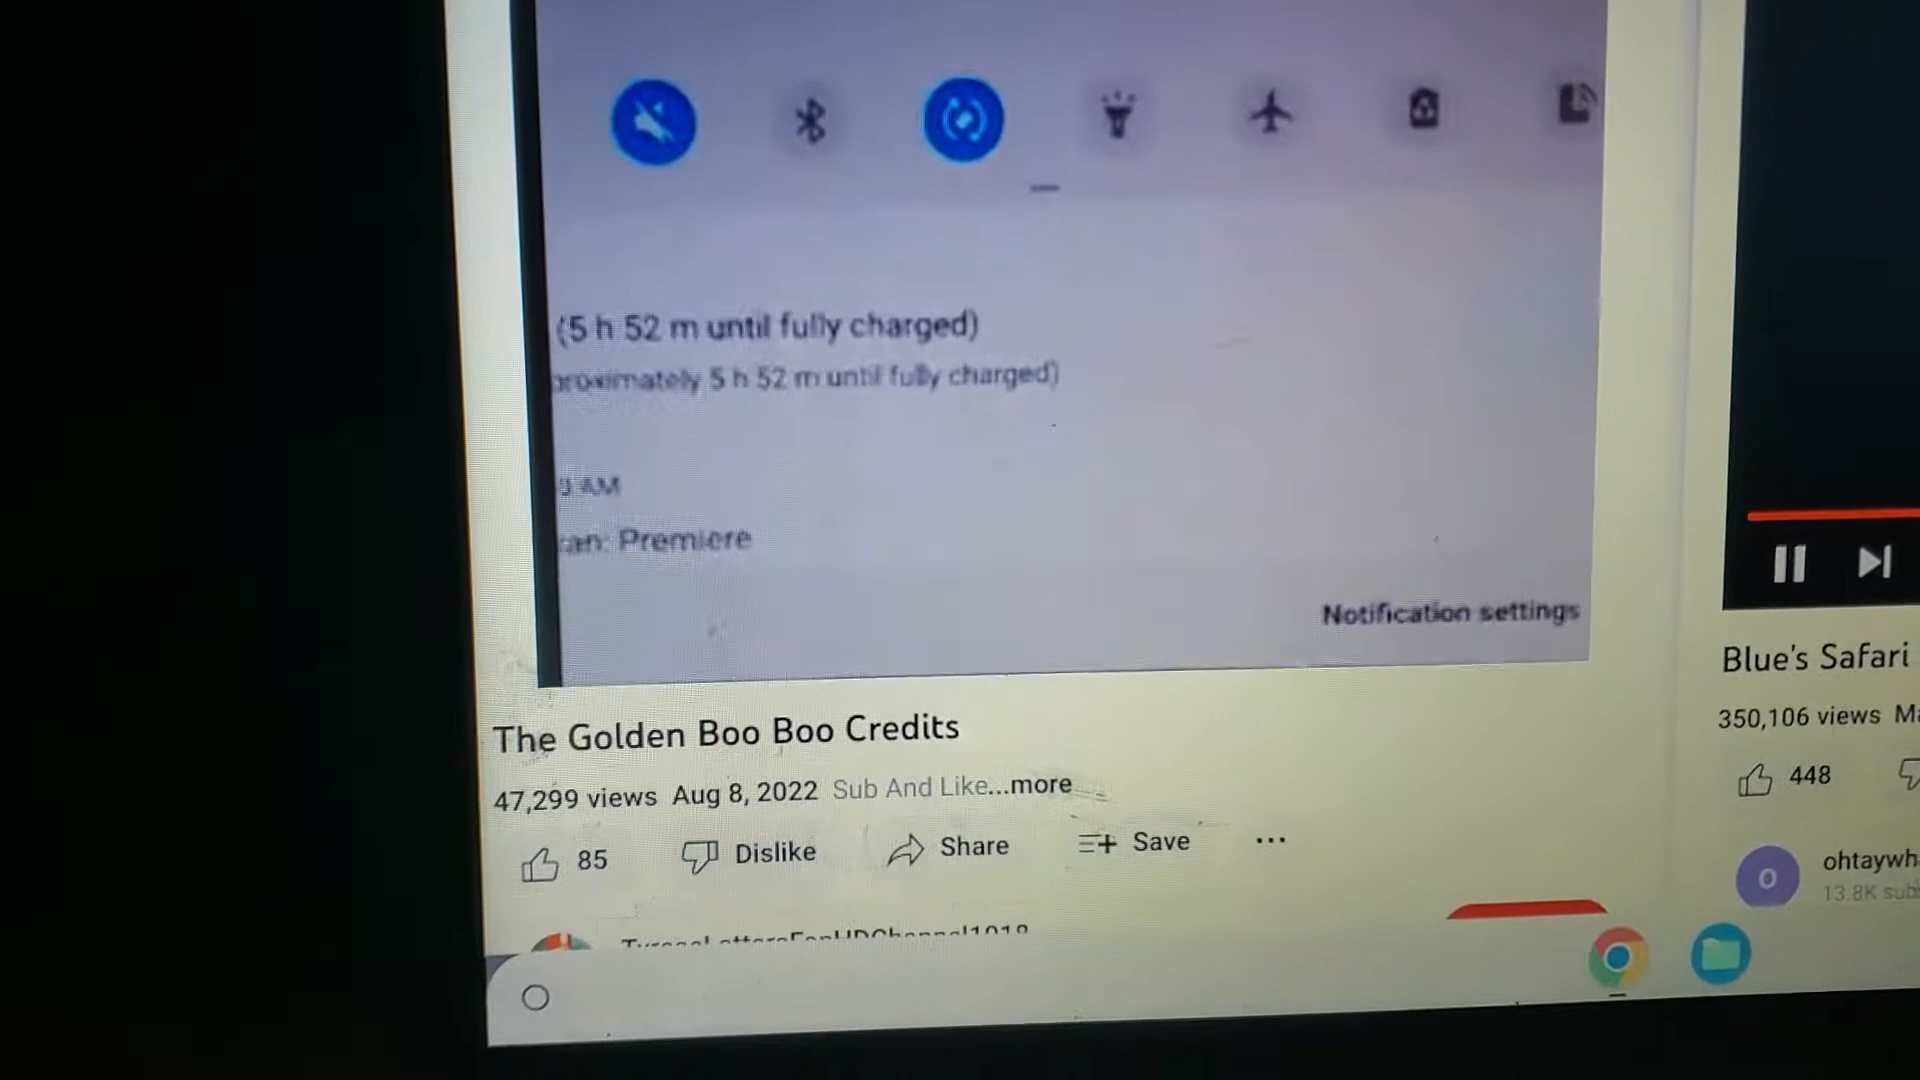 (5 h 52 m until fully charged)
5 h 52 m until fully charged)
AM
Premiere
Notification settings
The Golden Boo Boo Credits
47,299 views Aug 8, 2022 Sub And Like...more
85 Dislike Share Save ...
Blue's Safari
350,106 views
448
O
ohtaywh
13.8K